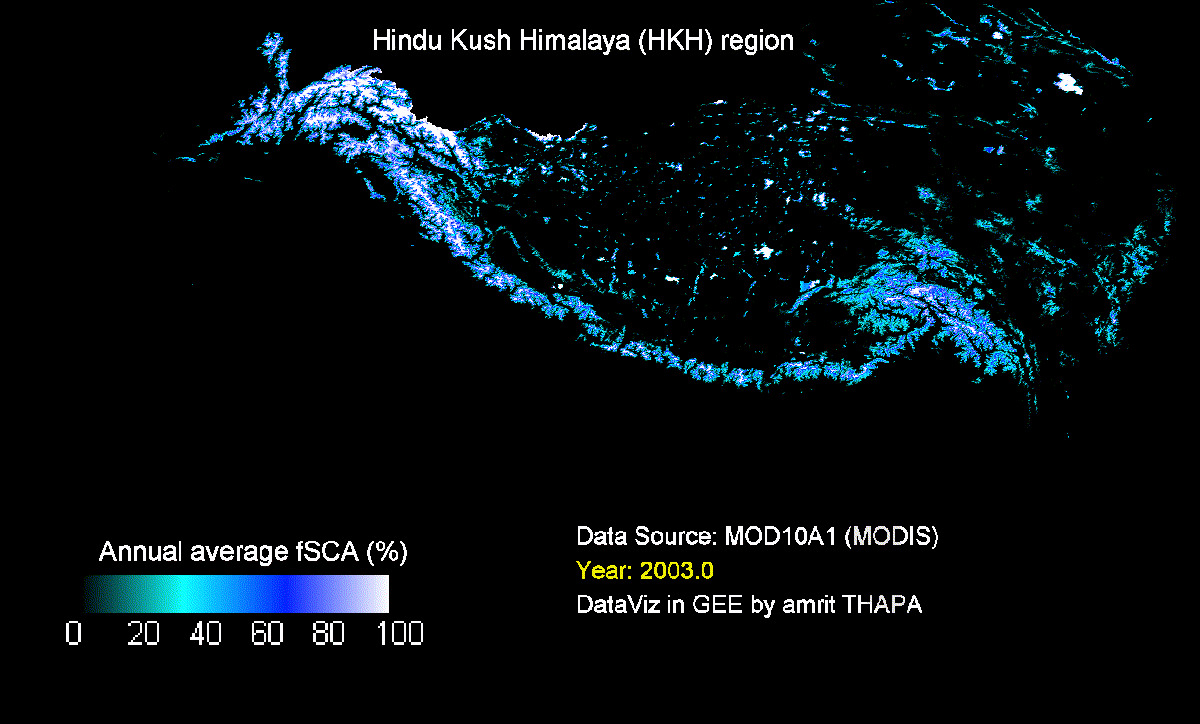 Hindu Kush Himalaya (HKH) region
Annual average fSCA (%)
0 20 40 60 80 100
Data Source: MOD10A1 (MODIS)
Year: 2003.0
DataViz in GEE by amrit THAPA